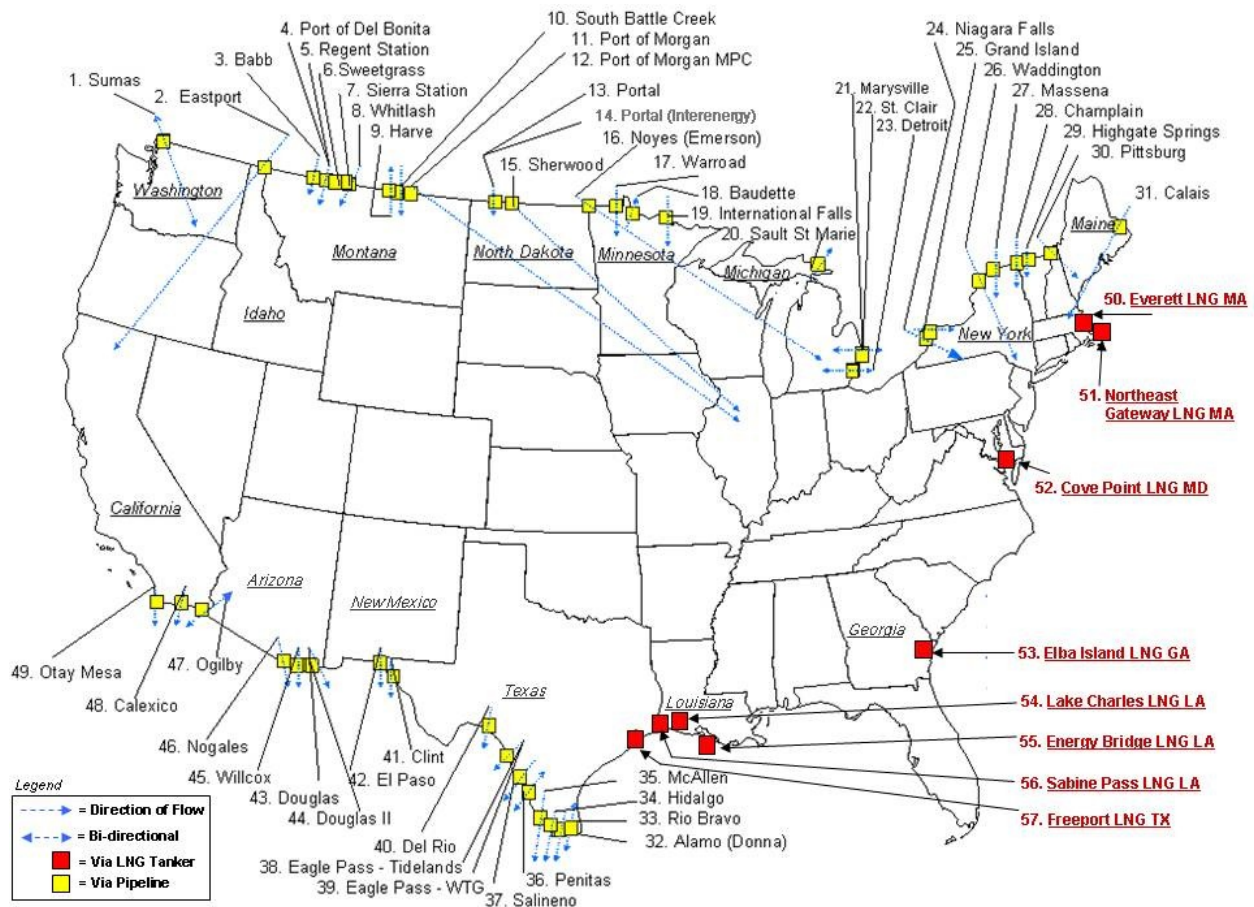 1. Sumas
2. Eastport
3. Babb
4. Port of Del Bonita
5. Regent Station
6. Sweetgrass
7. Sierra Station
8. Whitlash
9. Harve
10. South Battle Creek
11. Port of Morgan
12. Port of Morgan MPC
13. Portal
14. Portal (Interenergy)
15. Sherwood
16. Noyes (Emerson)
17. Warroad
18. Baudette
19. International Falls
20. Sault St Marie
21. Marysville
22. St. Clair
23. Detroit
24. Niagara Falls
25. Grand Island
26. Waddington
27. Massena
28. Champlain
29. Highgate Springs
30. Pittsburg
31. Calais
Washington
Montana
North Dakota
Minnesota
Michigan
Maine
Idaho
New York
California
Arizona
New Mexico
Texas
Louisiana
Georgia
50. Everett LNG MA
51. Northeast
Gateway LNG MA
52. Cove Point LNG MD
53. Elba Island LNG GA
54. Lake Charles LNG LA
55. Energy Bridge LNG LA
56. Sabine Pass LNG LA
57. Freeport LNG TX
49. Otay Mesa
48. Calexico
47. Ogilby
46. Nogales
45. Willcox
43. Douglas
44. Douglas II
42. El Paso
41. Clint
40. Del Rio
38. Eagle Pass - Tidelands
39. Eagle Pass - WTG
37. Salineno
36. Penitas
35. McAllen
34. Hidalgo
33. Rio Bravo
32. Alamo (Donna)
Legend
= Direction of Flow
= Bi-directional
= Via LNG Tanker
= Via Pipeline